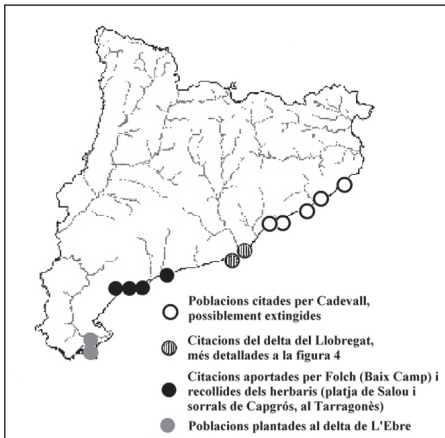 Poblacions citades per Cadevall,
possiblement extingides
Citacions del delta del Llobregat,
més detallades a la figura 4
Citacions aportades per Folch (Baix Camp) i
recollides dels herbaris (platja de Salou i
sorrals de Capgrós, al Tarragonès)
Poblacions plantades al delta de L'Ebre